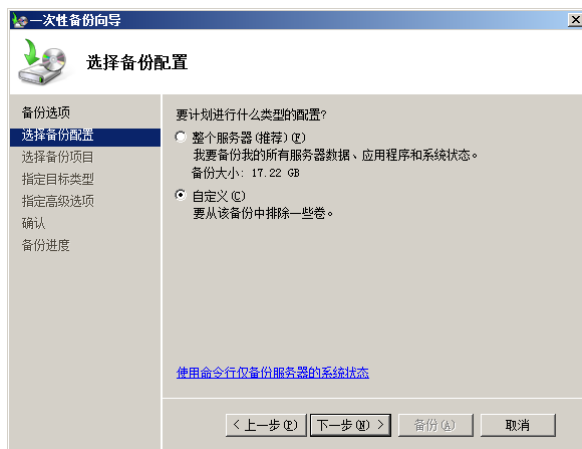 一次性备份向导
选择备份配置
备份选项
选择备份配置
选择备份项目
指定目标类型
指定高级选项
确认
备份进度
要计划进行什么类型的配置?
整个服务器(推荐)(F)
我要备份我的所有服务器数据、应用程序和系统状态。
备份大小: 17.22 GB
自定义(C)
要从该备份中排除一些卷。
使用命令行仅备份服务器的系统状态
< 上一步(P) 下一步(N) > 备份(A) 取消